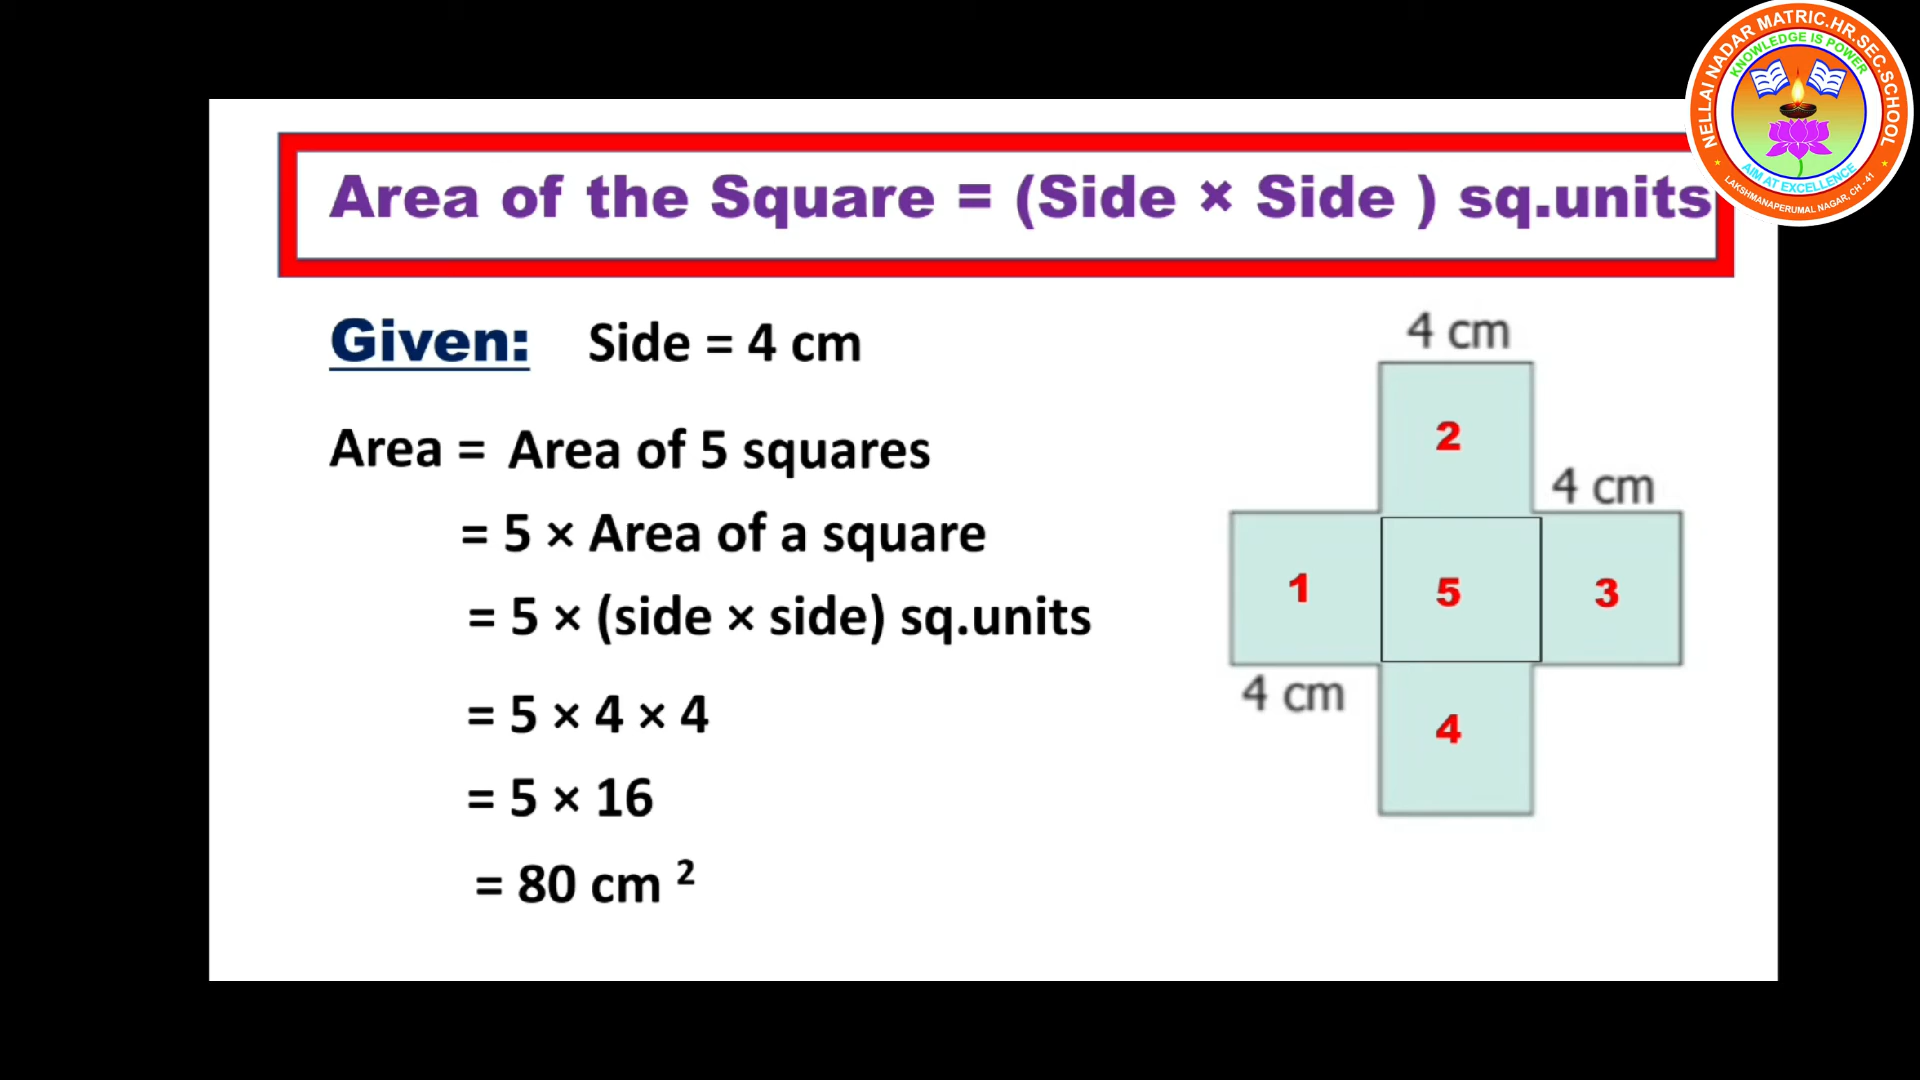 NELLAI NADAR MATRIC.HR.SEC.SCHOOL
KNOWLEDGE IS POWER
AIM AT EXCELLENCE
LAKSHMANAPERUMAL NAGAR, CH - 41
Area of the Square = (Side × Side ) sq.units
Given: Side = 4 cm
Area = Area of 5 squares
= 5 × Area of a square
= 5 × (side × side) sq.units
= 5 × 4 × 4
= 5 × 16
= 80 cm ²
4 cm
2
4 cm
1 5 3
4 cm
4